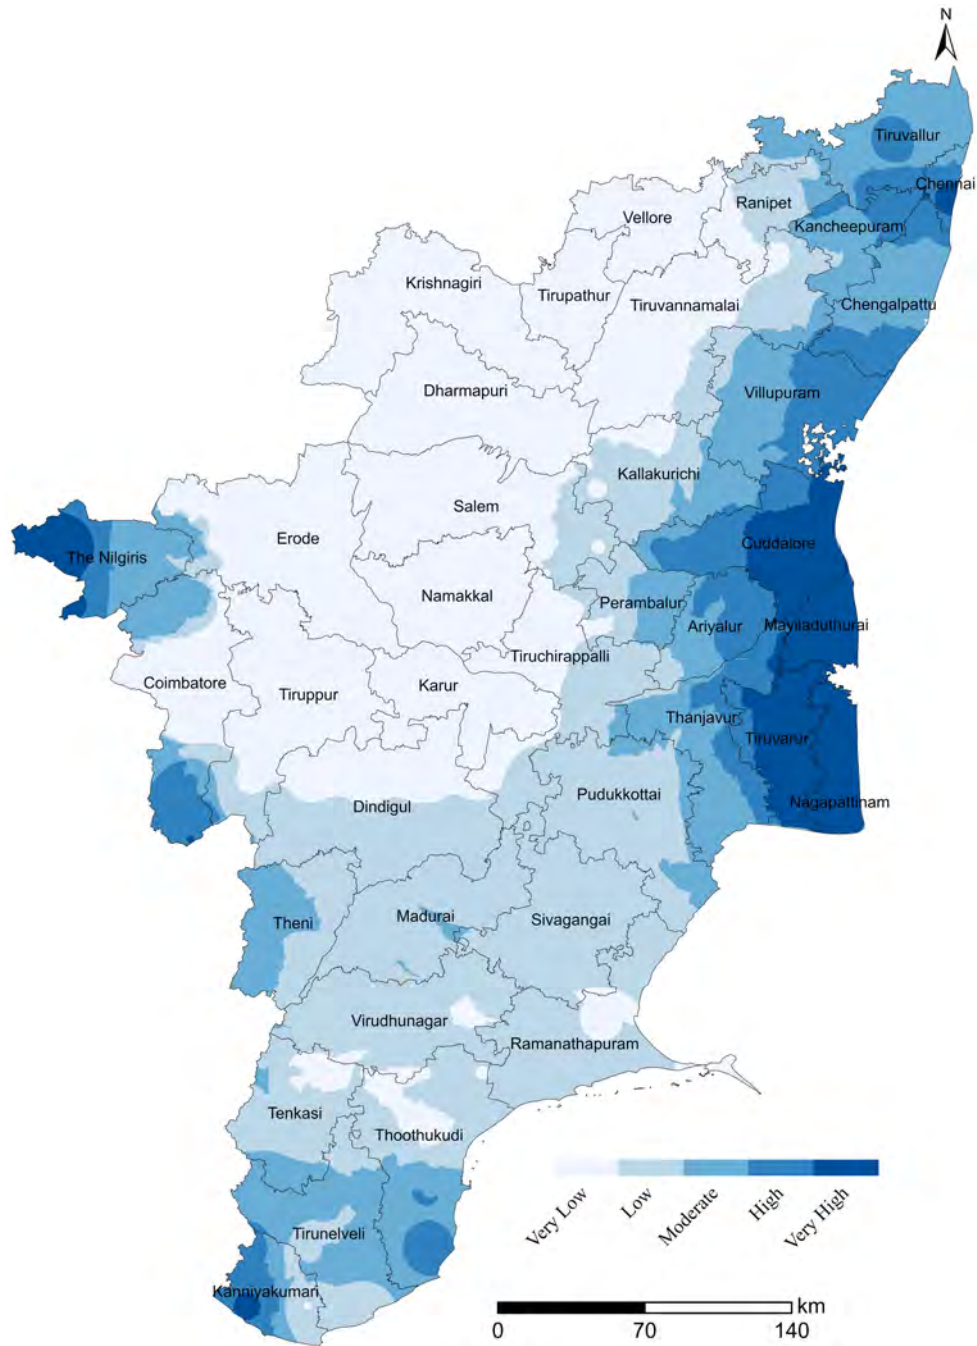 N
Tiruvallur
Chennai
Ranipet
Vellore
Kancheepuram
Krishnagiri
Tirupathur
Tiruvannamalai
Chengalpattu
Dharmapuri
Villupuram
Kallakurichi
Salem
Erode
Cuddalore
The Nilgiris
Namakkal
Perambalur
Ariyalur
Mayiladuthurai
Tiruchirappalli
Coimbatore
Karur
Tiruppur
Thanjavur
Tiruvarur
Pudukkottai
Nagapattinam
Dindigul
Madurai
Sivagangai
Theni
Virudhunagar
Ramanathapuram
Tenkasi
Thoothukudi
Very Low
Low
Moderate
High
Very High
Tirunelveli
Kanniyakumari
km
0 70 140